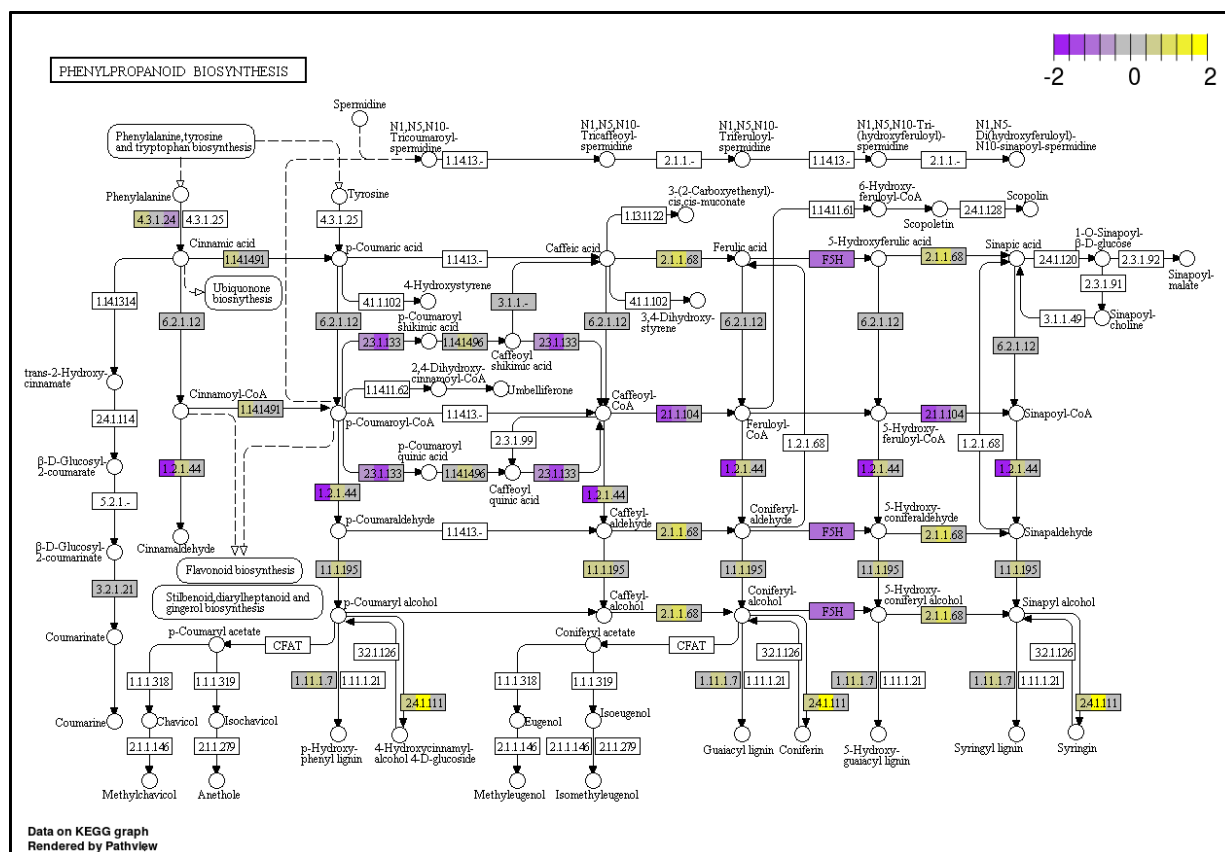 PHENYLPROPANOID BIOSYNTHESIS
-2 0 2
Spermidine
Phenylalanine,tyrosine
and tryptophan biosynthesis
N1,N5,N10-
Tricoumaroyl-
spermidine
N1,N5,N10-
Tricaffeoyl-
spermidine
N1,N5,N10-
Triferuloyl-
spermidine
N1,N5,N10-Tri-
(hydroxyferuloyl)-
spermidine
N1,N5-
Di(hydroxyferuloyl)-
N10-sinapoyl-spermidine
1.14.13.-
2.1.1.-
1.14.13.-
2.1.1.-
Phenylalanine
Tyrosine
4.3.1.24
4.3.1.25
4.3.1.25
3-(2-Carboxyethenyl)-
cis,cis-muconate
1.13.11.22
6-Hydroxy-
feruloyl-CoA
1.14.11.61
Scopoletin
2.4.1.128
Scopolin
Cinnamic acid
1.14.14.91
p-Coumaric acid
1.14.13.-
Caffeic acid
2.1.1.68
Ferulic acid
F5H
5-Hydroxyferulic acid
2.1.1.68
Sinapic acid
2.4.1.120
1-O-Sinapoyl-
β-D-glucose
2.3.1.92
Sinapoyl-
malate
2.3.1.91
3.1.1.49
Sinapoyl-
choline
Ubiquonone
biosnythesis
1.14.13.14
4.1.1.102
4-Hydroxystyrene
3.1.1.-
4.1.1.102
3,4-Dihydroxy-
styrene
6.2.1.12
6.2.1.12
6.2.1.12
6.2.1.12
6.2.1.12
6.2.1.12
p-Coumaroyl
shikimic acid
2.3.1.133
1.14.14.96
2.3.1.133
Caffeoyl
shikimic acid
trans-2-Hydroxy-
cinnamate
2,4-Dihydroxy-
cinnamoyl-CoA
1.14.11.62
Umbelliferone
Cinnamoyl-CoA
1.14.14.91
p-Coumaroyl-CoA
1.14.13.-
Caffeoyl-
CoA
2.1.1.104
Feruloyl-
CoA
5-Hydroxy-
feruloyl-CoA
2.1.1.104
Sinapoyl-CoA
2.4.1.114
2.3.1.99
1.2.1.68
1.2.1.68
β-D-Glucosyl-
2-coumarate
p-Coumaroyl
quinic acid
2.3.1.133
1.14.14.96
2.3.1.133
Caffeoyl
quinic acid
1.2.1.44
1.2.1.44
1.2.1.44
1.2.1.44
1.2.1.44
1.2.1.44
5.2.1.-
p-Coumaraldehyde
1.14.13.-
Caffeyl-
aldehyde
2.1.1.68
Coniferyl-
aldehyde
F5H
5-Hydroxy-
coniferaldehyde
2.1.1.68
Sinapaldehyde
Cinnamaldehyde
β-D-Glucosyl-
2-coumarinate
Flavonoid biosynthesis
Stilbenoid,diarylheptanoid and
gingerol biosynthesis
3.2.1.21
1.1.1.195
1.1.1.195
1.1.1.195
1.1.1.195
1.1.1.195
p-Coumaryl alcohol
Caffeyl-
alcohol
2.1.1.68
Coniferyl-
alcohol
F5H
5-Hydroxy-
coniferyl alcohol
2.1.1.68
Sinapyl alcohol
Coumarinate
p-Coumaryl acetate
CFAT
Coniferyl acetate
CFAT
3.2.1.126
3.2.1.126
3.2.1.126
1.1.1.318
1.1.1.319
1.11.1.7
1.11.1.21
1.1.1.318
1.1.1.319
1.11.1.7
1.11.1.21
1.11.1.7
1.11.1.21
1.11.1.7
1.11.1.21
2.4.1.111
2.4.1.111
2.4.1.111
Coumarine
Chavicol
Isochavicol
Eugenol
Isoeugenol
2.1.1.146
2.1.1.279
p-Hydroxy-
phenyl lignin
4-Hydroxycinnamyl-
alcohol 4-D-glucoside
2.1.1.146
2.1.1.146
2.1.1.279
Guaiacyl lignin
Coniferin
5-Hydroxy-
guaiacyl lignin
Syringyl lignin
Syringin
Methylchavicol
Anethole
Methyleugenol
Isomethyleugenol
Data on KEGG graph
Rendered by Pathview